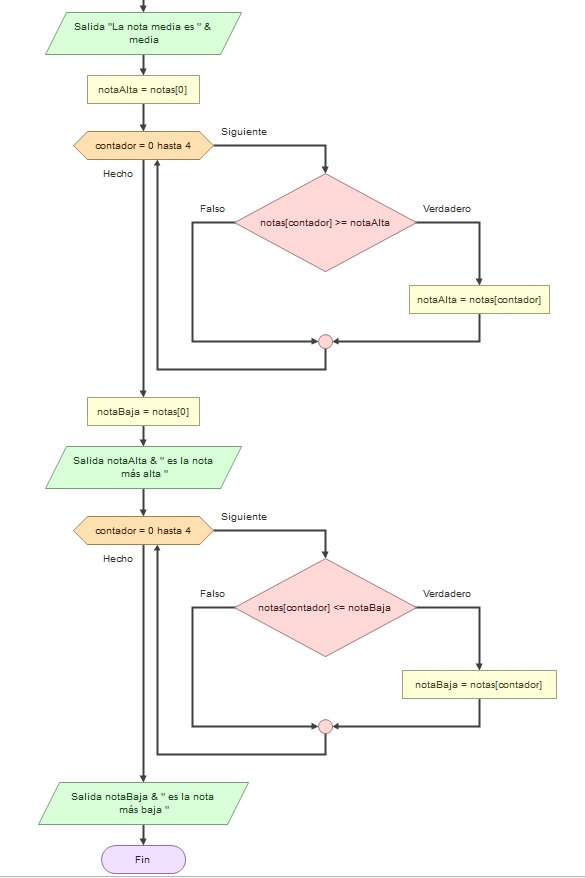 Salida "La nota media es " &
media
notaAlta = notas[0]
Siguiente
contador = 0 hasta 4
Hecho
Falso
Verdadero
notas[contador] >= notaAlta
notaAlta = notas[contador]
notaBaja = notas[0]
Salida notaAlta & " es la nota
más alta "
Siguiente
contador = 0 hasta 4
Hecho
Falso
Verdadero
notas[contador] <= notaBaja
notaBaja = notas[contador]
Salida notaBaja & " es la nota
más baja "
Fin